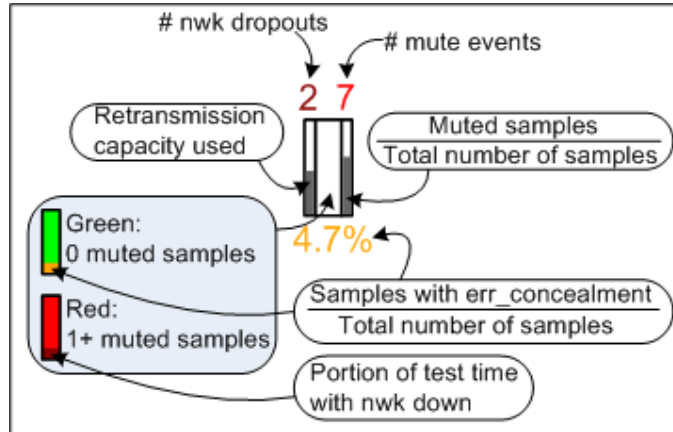 # nwk dropouts
# mute events
2 7
Retransmission
capacity used
Muted samples
Total number of samples
4.7%
Green:
0 muted samples
Red:
1+ muted samples
Samples with err_concealment
Total number of samples
Portion of test time
with nwk down